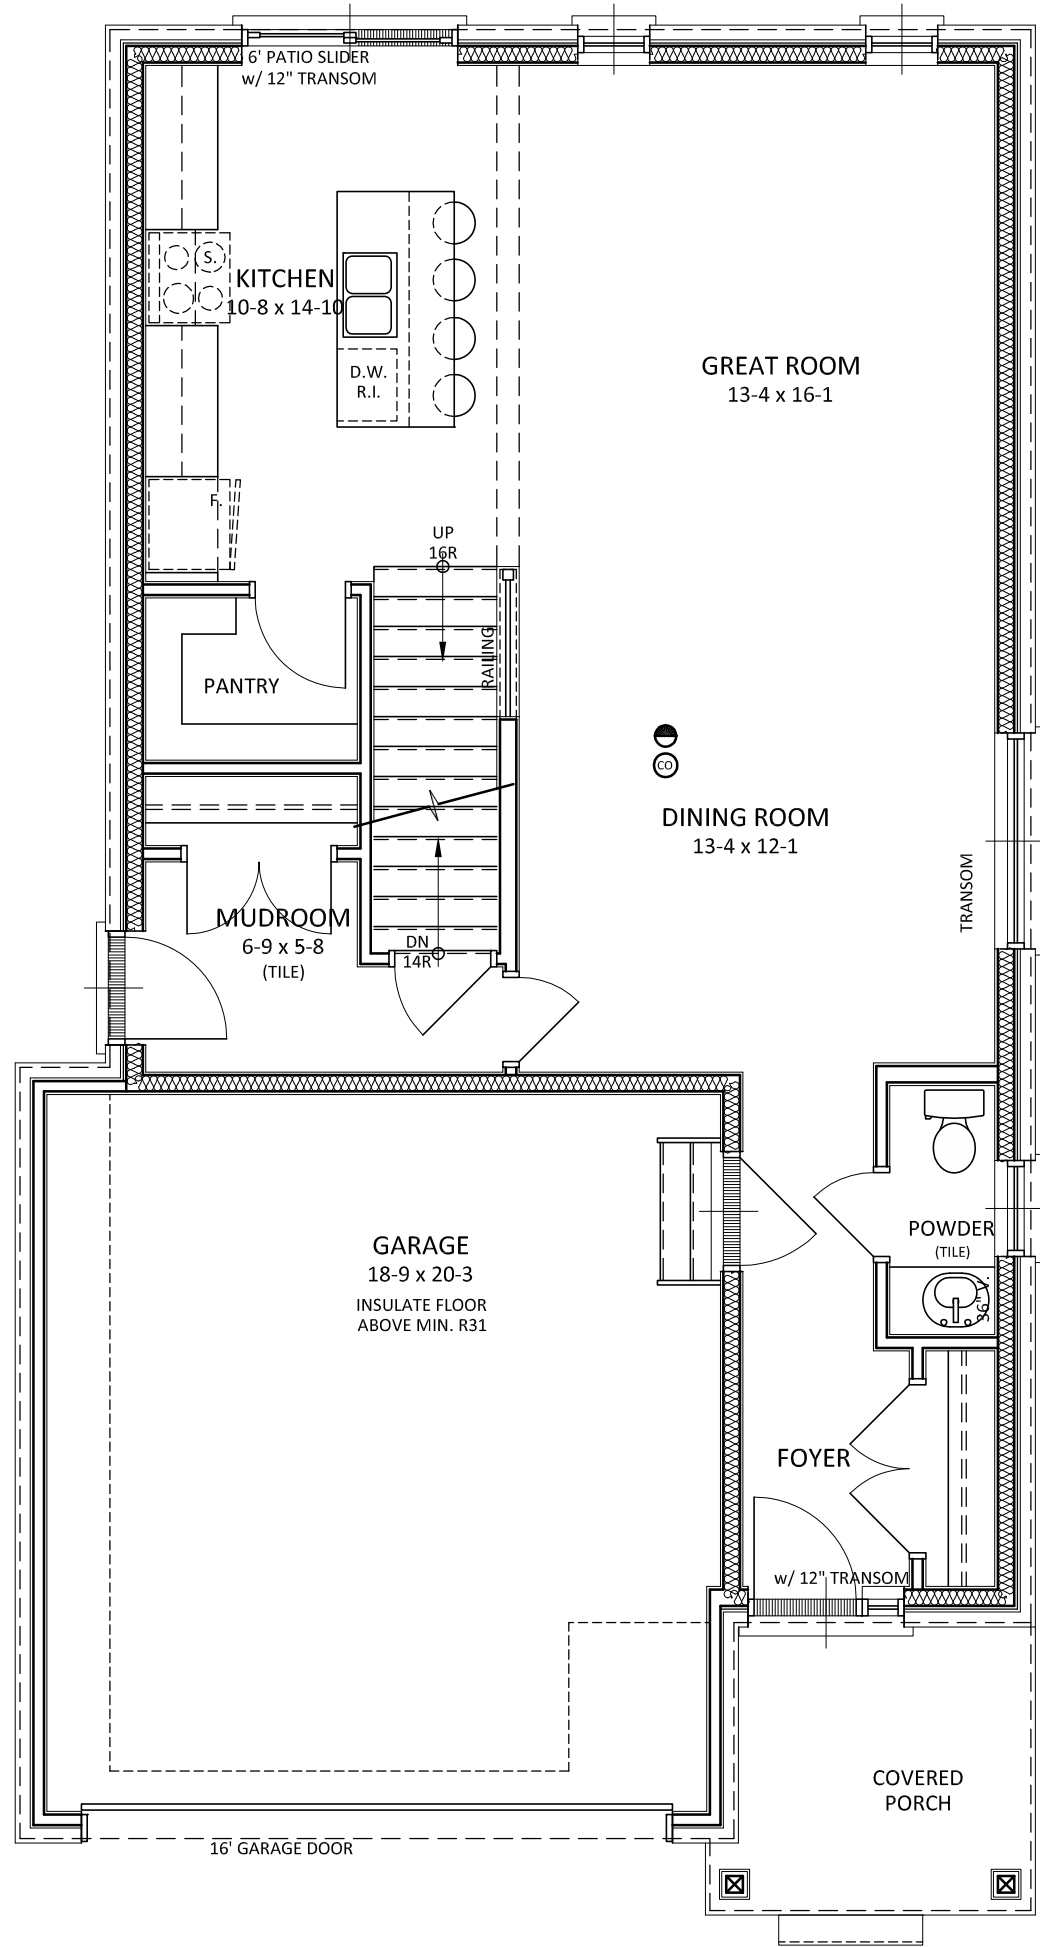 6' PATIO SLIDER
w/ 12" TRANSOM
S.
KITCHEN
10-8 x 14-10
D.W.
R.I.
GREAT ROOM
13-4 x 16-1
F.
UP
16R
RAILING
PANTRY
CO
DINING ROOM
13-4 x 12-1
TRANSOM
MUDROOM
6-9 x 5-8
(TILE)
DN
14R
POWDER
(TILE)
36" V.
GARAGE
18-9 x 20-3
INSULATE FLOOR
ABOVE MIN. R31
FOYER
w/ 12" TRANSOM
COVERED
PORCH
16' GARAGE DOOR